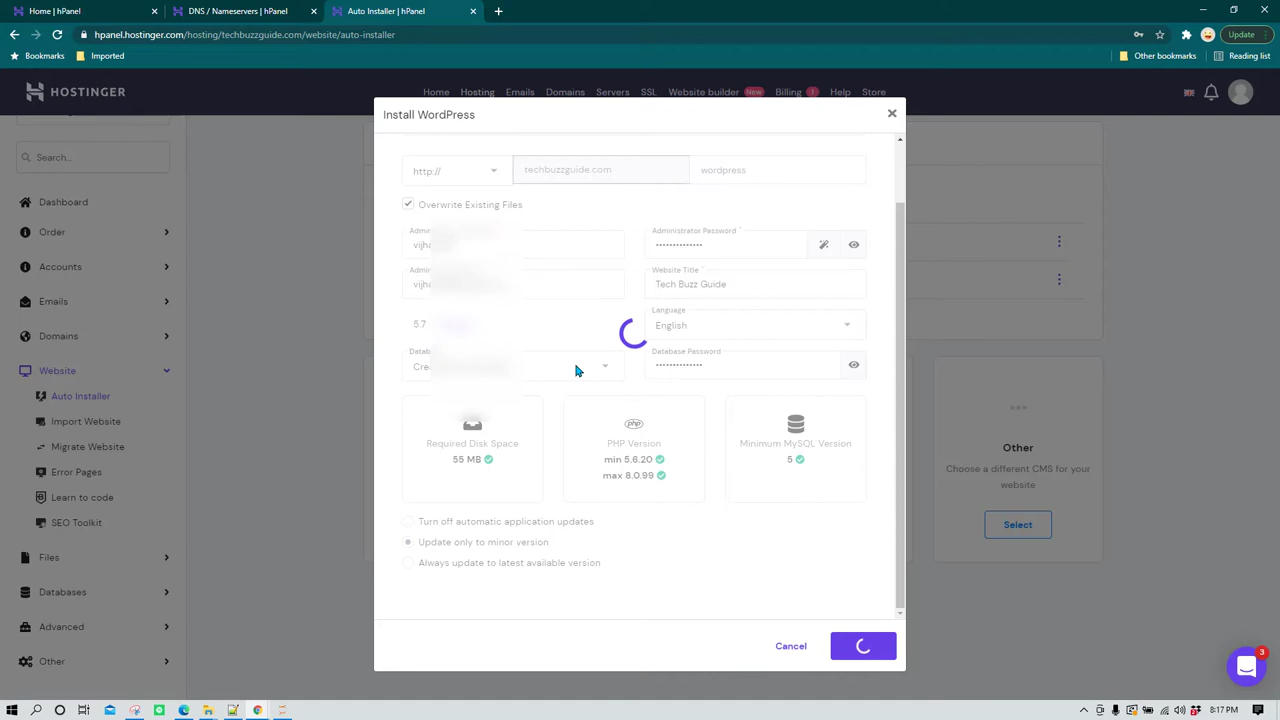 Home | hPanel
DNS / Nameservers | hPanel
Auto Installer | hPanel
hpanel.hostinger.com/hosting/techbuzzguide.com/website/auto-installer
Update
Bookmarks
Imported
Other bookmarks
Reading list
HOSTINGER
Home
Hosting
Emails
Domains
Servers
SSL
Website builder
New
Billing
1
Help
Store
Search...
Dashboard
Order
Accounts
Emails
Domains
Website
Auto Installer
Import Website
Migrate Website
Error Pages
Learn to code
SEO Toolkit
Files
Databases
Advanced
Other
Install WordPress
http://
techbuzzguide.com
wordpress
Overwrite Existing Files
Administrator Password *
••••••••••••••
Website Title *
Tech Buzz Guide
5.7
Language
English
Database Password
••••••••••••••
Required Disk Space
55 MB
PHP Version
min 5.6.20
max 8.0.99
Minimum MySQL Version
5
Turn off automatic application updates
Update only to minor version
Always update to latest available version
Cancel
Other
Choose a different CMS for your
website
Select
3
8:17 PM